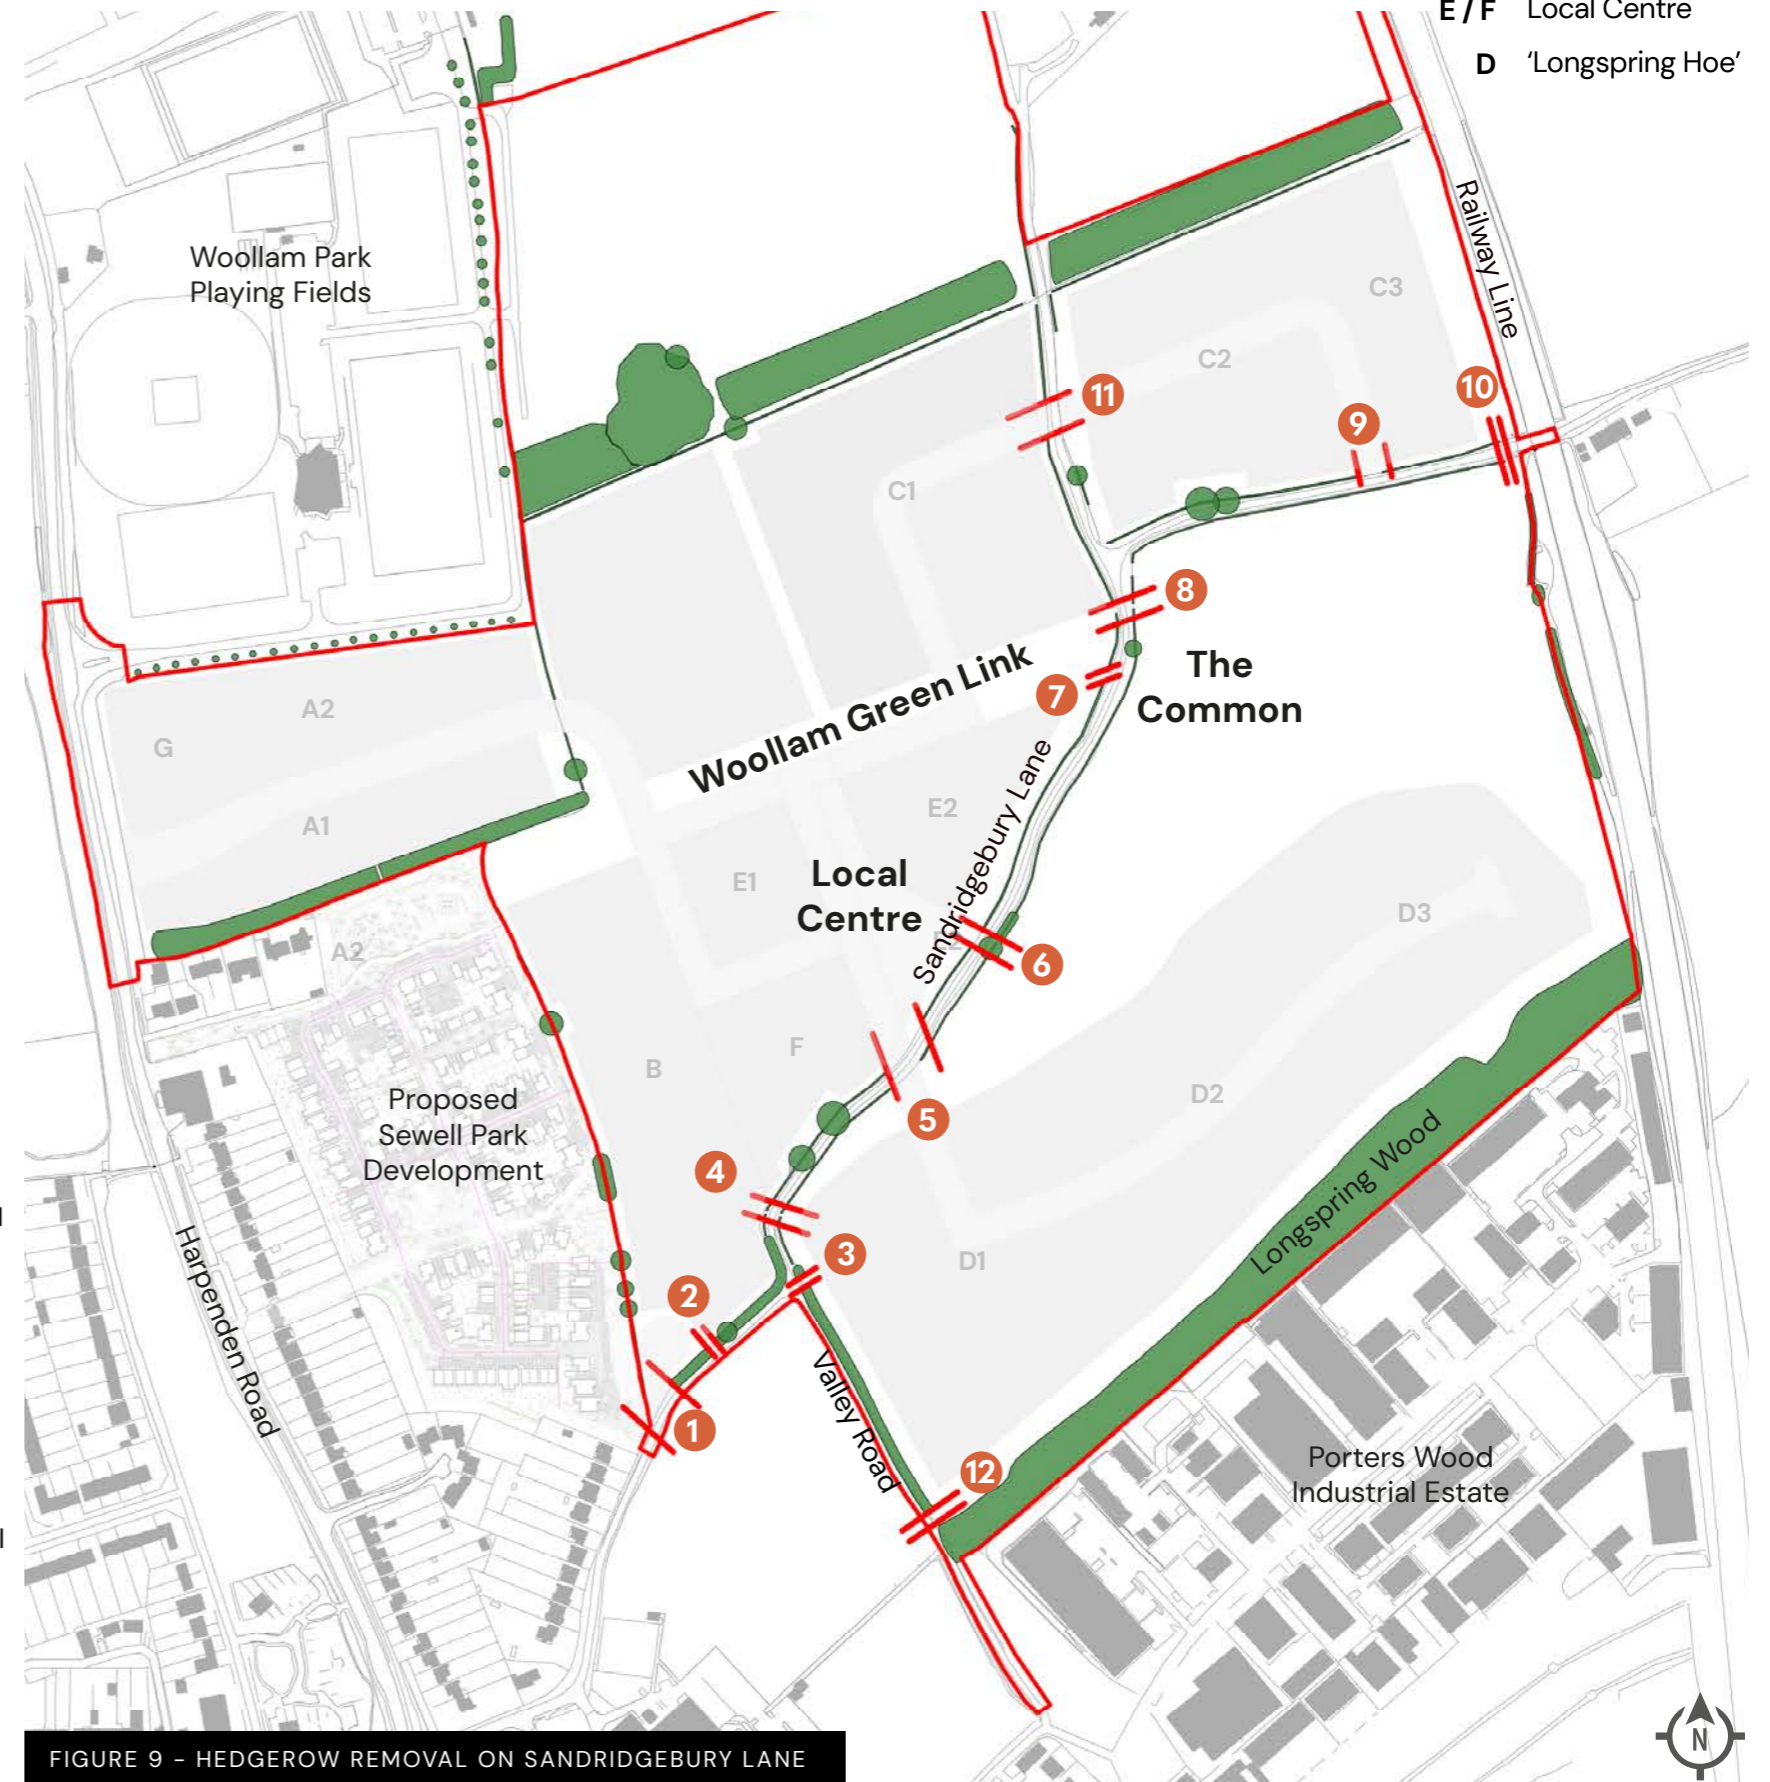 E / F Local Centre
D ‘Longspring Hoe’
Railway Line
Woollam Park
Playing Fields
C3
C2
10
11
9
C1
8
The
Common
7
Woollam Green Link
A2
G
A1
E2
Sandridgebury Lane
Local
Centre
E1
D3
E2
6
A2
F
B
5
D2
Proposed
Sewell Park
Development
4
Longspring Wood
3
D1
2
Harpenden Road
Valley Road
1
12
Porters Wood
Industrial Estate
N
FIGURE 9 – HEDGEROW REMOVAL ON SANDRIDGEBURY LANE